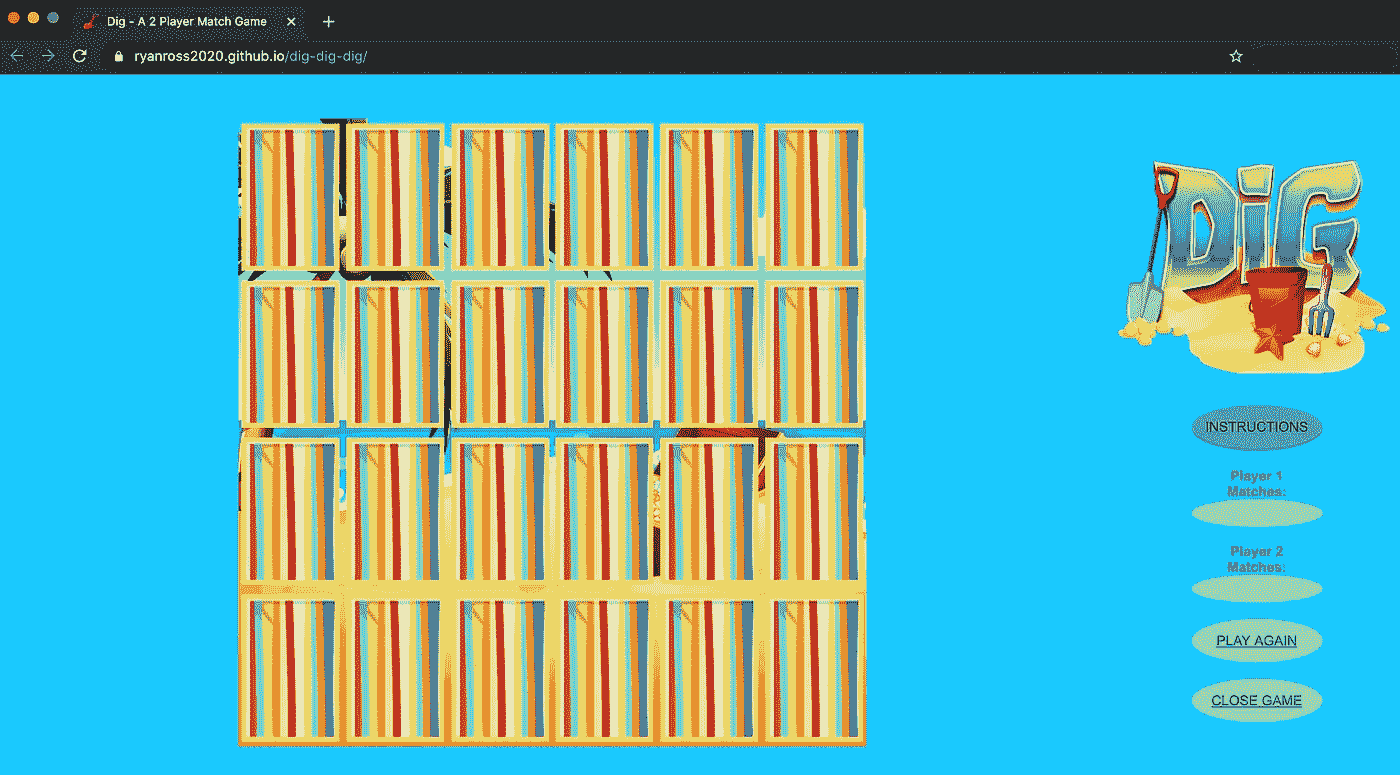 Dig - A 2 Player Match Game
ryanross2020.github.io/dig-dig-dig/
DiG
INSTRUCTIONS
Player 1
Matches:
Player 2
Matches:
PLAY AGAIN
CLOSE GAME